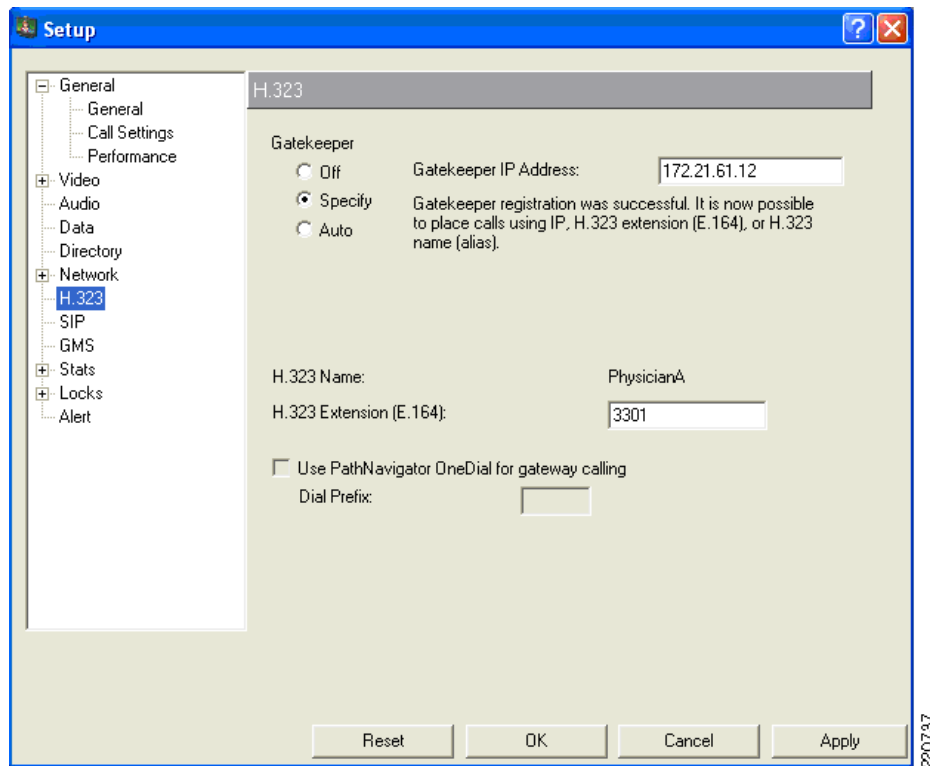 Setup
General
General
Call Settings
Performance
Video
Audio
Data
Directory
Network
H.323
SIP
GMS
Stats
Locks
Alert
H.323
Gatekeeper
Off
Specify
Auto
Gatekeeper IP Address:
172.21.61.12
Gatekeeper registration was successful. It is now possible
to place calls using IP, H.323 extension (E.164), or H.323
name (alias).
H.323 Name:
PhysicianA
H.323 Extension (E.164):
3301
Use PathNavigator OneDial for gateway calling
Dial Prefix:
Reset
OK
Cancel
Apply
220737